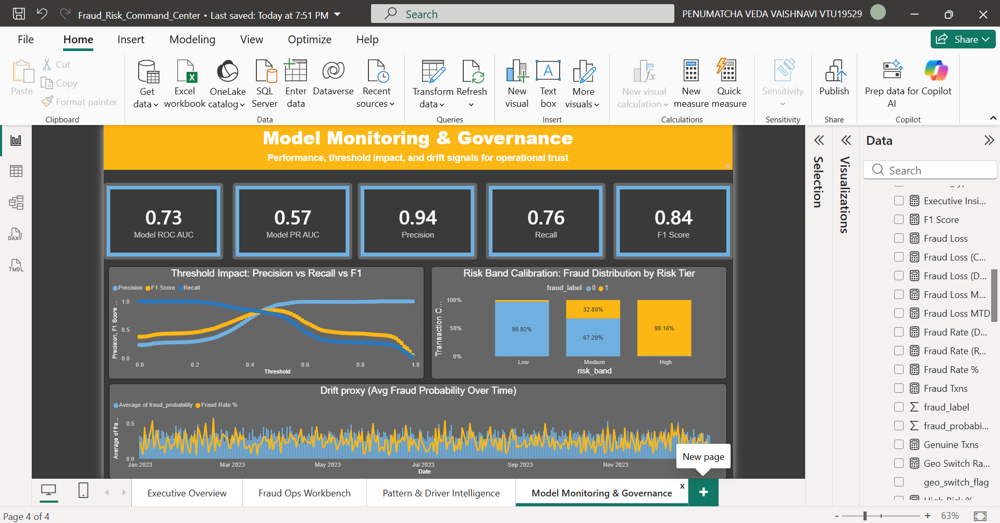 Fraud_Risk_Command_Center • Last saved: Today at 7:51 PM
Search
PENUMATCHA VEDA VAISHNAVI VTU19529
File
Home
Insert
Modeling
View
Optimize
Help
Share
Paste
Cut
Copy
Format painter
Clipboard
Get data
Excel workbook
OneLake catalog
SQL Server
Enter data
Dataverse
Recent sources
Data
Transform data
Refresh
Queries
New visual
Text box
More visuals
Insert
New visual calculation
New measure
Quick measure
Calculations
Sensitivity
Sensitivity
Publish
Share
Prep data for AI
Copilot
Copilot
Model Monitoring & Governance
Performance, threshold impact, and drift signals for operational trust
0.73
Model ROC AUC
0.57
Model PR AUC
0.94
Precision
0.76
Recall
0.84
F1 Score
Threshold Impact: Precision vs Recall vs F1
Precision
F1 Score
Recall
Precision, F1 Score ...
1.0
0.5
0.0
0.0
0.2
0.4
0.6
0.8
1.0
Threshold
Risk Band Calibration: Fraud Distribution by Risk Tier
fraud_label
0
1
Transaction C...
100%
50%
0%
96.92%
32.80%
67.20%
99.16%
Low
Medium
High
risk_band
Drift proxy (Avg Fraud Probability Over Time)
Average of fraud_probability
Fraud Rate %
Average of fra...
0.5
0.0
Jan 2023
Mar 2023
May 2023
Jul 2023
Sep 2023
Nov 2023
Date
New page
DAX
TMDL
Selection
Visualizations
Data
Search
Executive Insi...
F1 Score
Fraud Loss
Fraud Loss (C...
Fraud Loss (D...
Fraud Loss M...
Fraud Loss MTD
Fraud Rate (D...
Fraud Rate (R...
Fraud Rate %
Fraud Txns
fraud_label
fraud_probabi...
Genuine Txns
Geo Switch Ra...
geo_switch_flag
High Risk %
Executive Overview
Fraud Ops Workbench
Pattern & Driver Intelligence
Model Monitoring & Governance
x
+
Page 4 of 4
-
+
63%